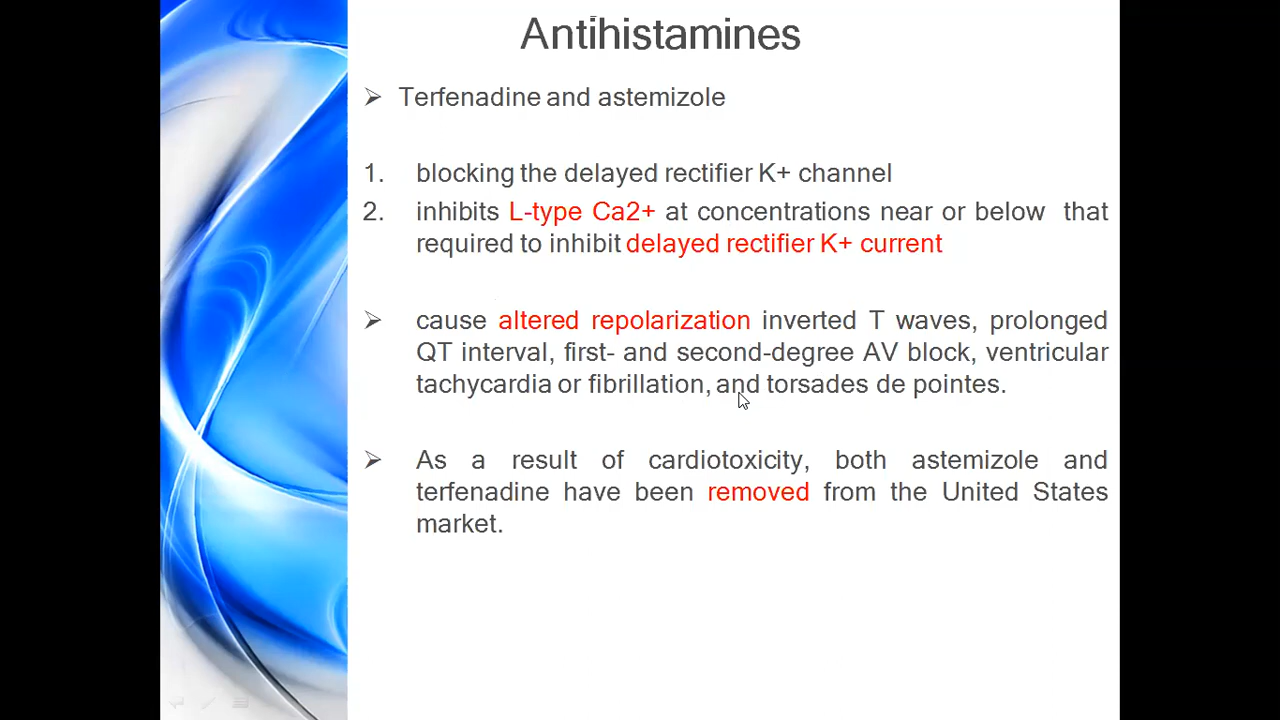 Antihistamines
➢ Terfenadine and astemizole
1. blocking the delayed rectifier K+ channel
2. inhibits L-type Ca2+ at concentrations near or below that
required to inhibit delayed rectifier K+ current
➢ cause altered repolarization inverted T waves, prolonged
QT interval, first- and second-degree AV block, ventricular
tachycardia or fibrillation, and torsades de pointes.
➢ As a result of cardiotoxicity, both astemizole and
terfenadine have been removed from the United States
market.